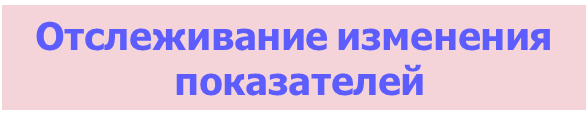 Отслеживание изменения
показателей